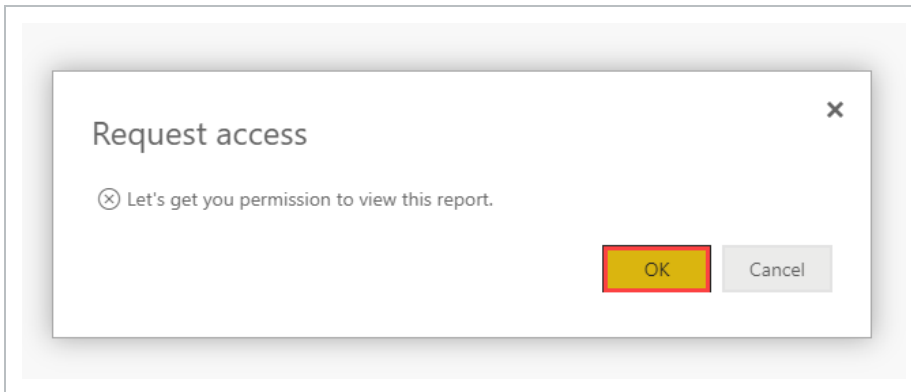 Request access
Let's get you permission to view this report.
OK
Cancel